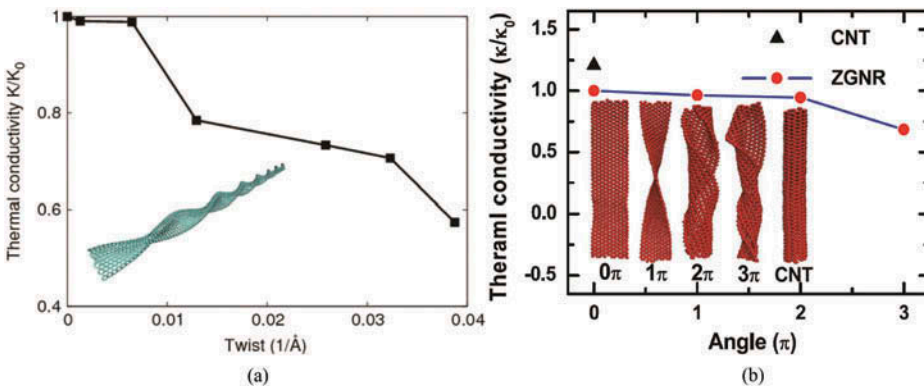 (a)
Thermal conductivity K/K0
1
0.8
0.6
0.4
0
0.01
0.02
0.03
0.04
Twist (1/Å)
(a)
(b)
Theraml conductivity (κ/κ0)
1.5
1.0
0.5
0.0
-0.5
CNT
ZGNR
0π 1π 2π 3π CNT
0 1 2 3
Angle (π)
(b)